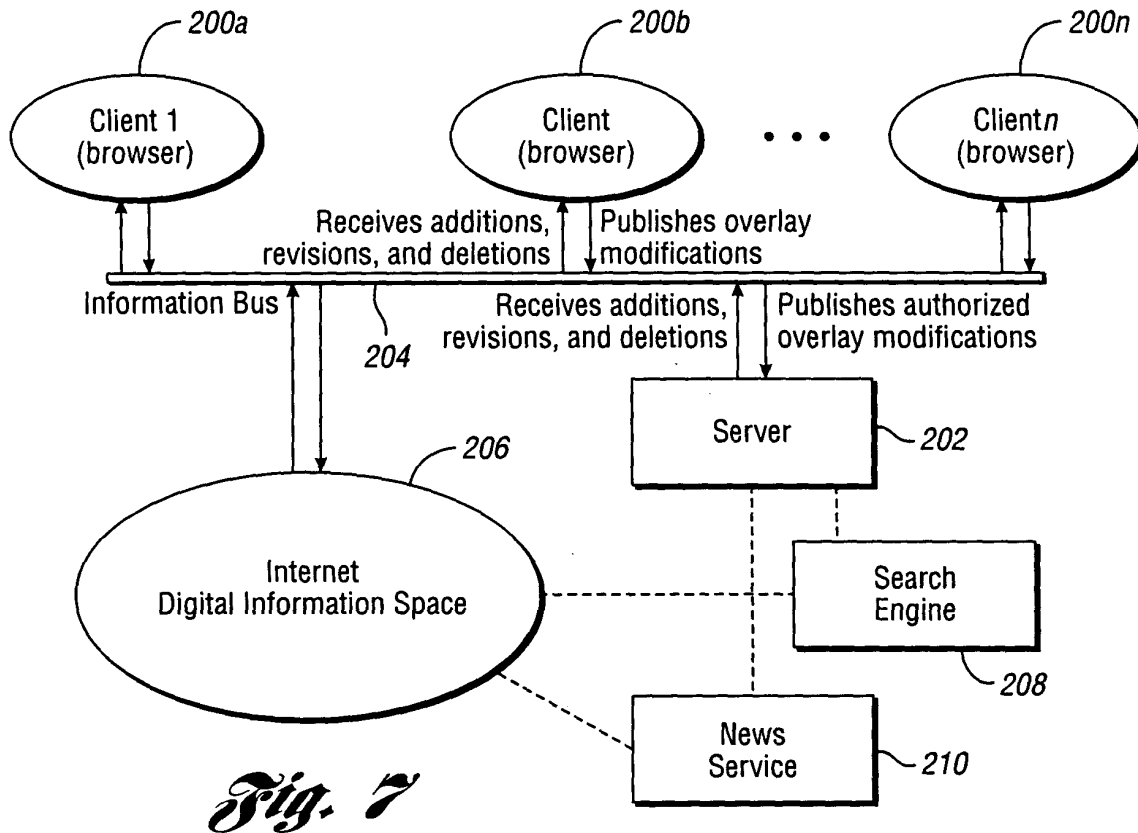 200a
200b
200n
Client 1
(browser)
Client
(browser)
• • •
Clientn
(browser)
Receives additions,
revisions, and deletions
Publishes overlay
modifications
Information Bus
204
Receives additions,
revisions, and deletions
Publishes authorized
overlay modifications
Server
202
206
Internet
Digital Information Space
Search
Engine
208
News
Service
210
Fig. 7